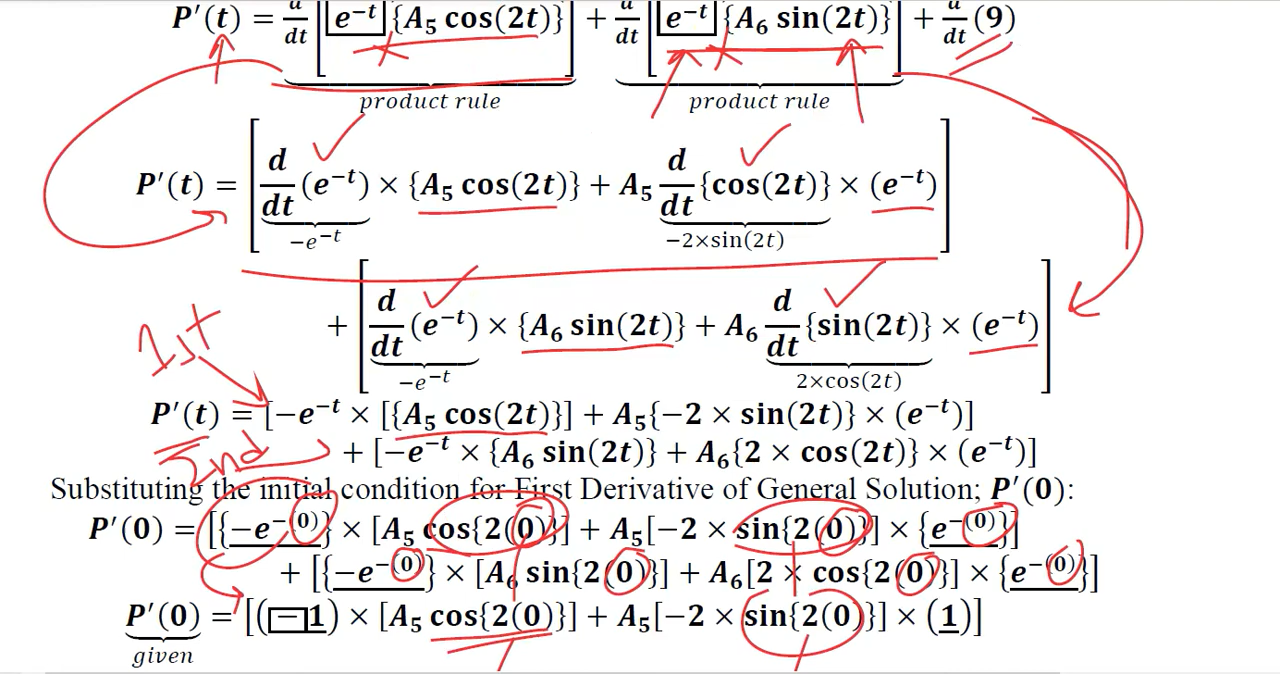 P′(t) = d/dt [e^−t {A₅ cos(2t)}] + d/dt [e^−t {A₆ sin(2t)}] + d/dt (9)
product rule product rule
P′(t) = [d/dt (e^−t) × {A₅ cos(2t)} + A₅ d/dt {cos(2t)} × (e^−t)]
−e^−t −2×sin(2t)
+ [d/dt (e^−t) × {A₆ sin(2t)} + A₆ d/dt {sin(2t)} × (e^−t)]
−e^−t 2×cos(2t)
1st
P′(t) = [−e^−t × [{A₅ cos(2t)}] + A₅{−2 × sin(2t)} × (e^−t)]
2nd
+ [−e^−t × {A₆ sin(2t)} + A₆{2 × cos(2t)} × (e^−t)]
Substituting the initial condition for First Derivative of General Solution; P′(0):
P′(0) = [{−e^−(0)} × [A₅ cos{2(0)}] + A₅[−2 × sin{2(0)}] × {e^−(0)}]
+ [{−e^−(0)} × [A₆ sin{2(0)}] + A₆[2 × cos{2(0)}] × {e^−(0)}]
P′(0) = [(−1) × [A₅ cos{2(0)}] + A₅[−2 × sin{2(0)}] × (1)]
given